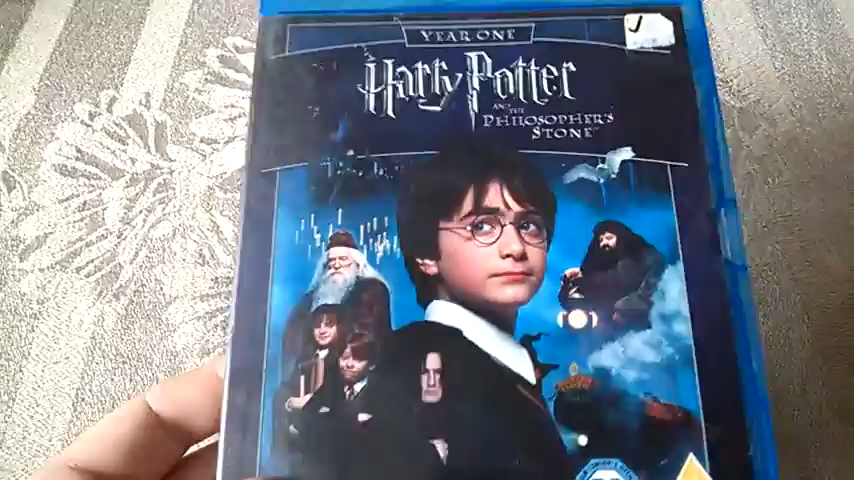 YEAR ONE
Harry Potter
AND THE
PHILOSOPHER'S
STONE